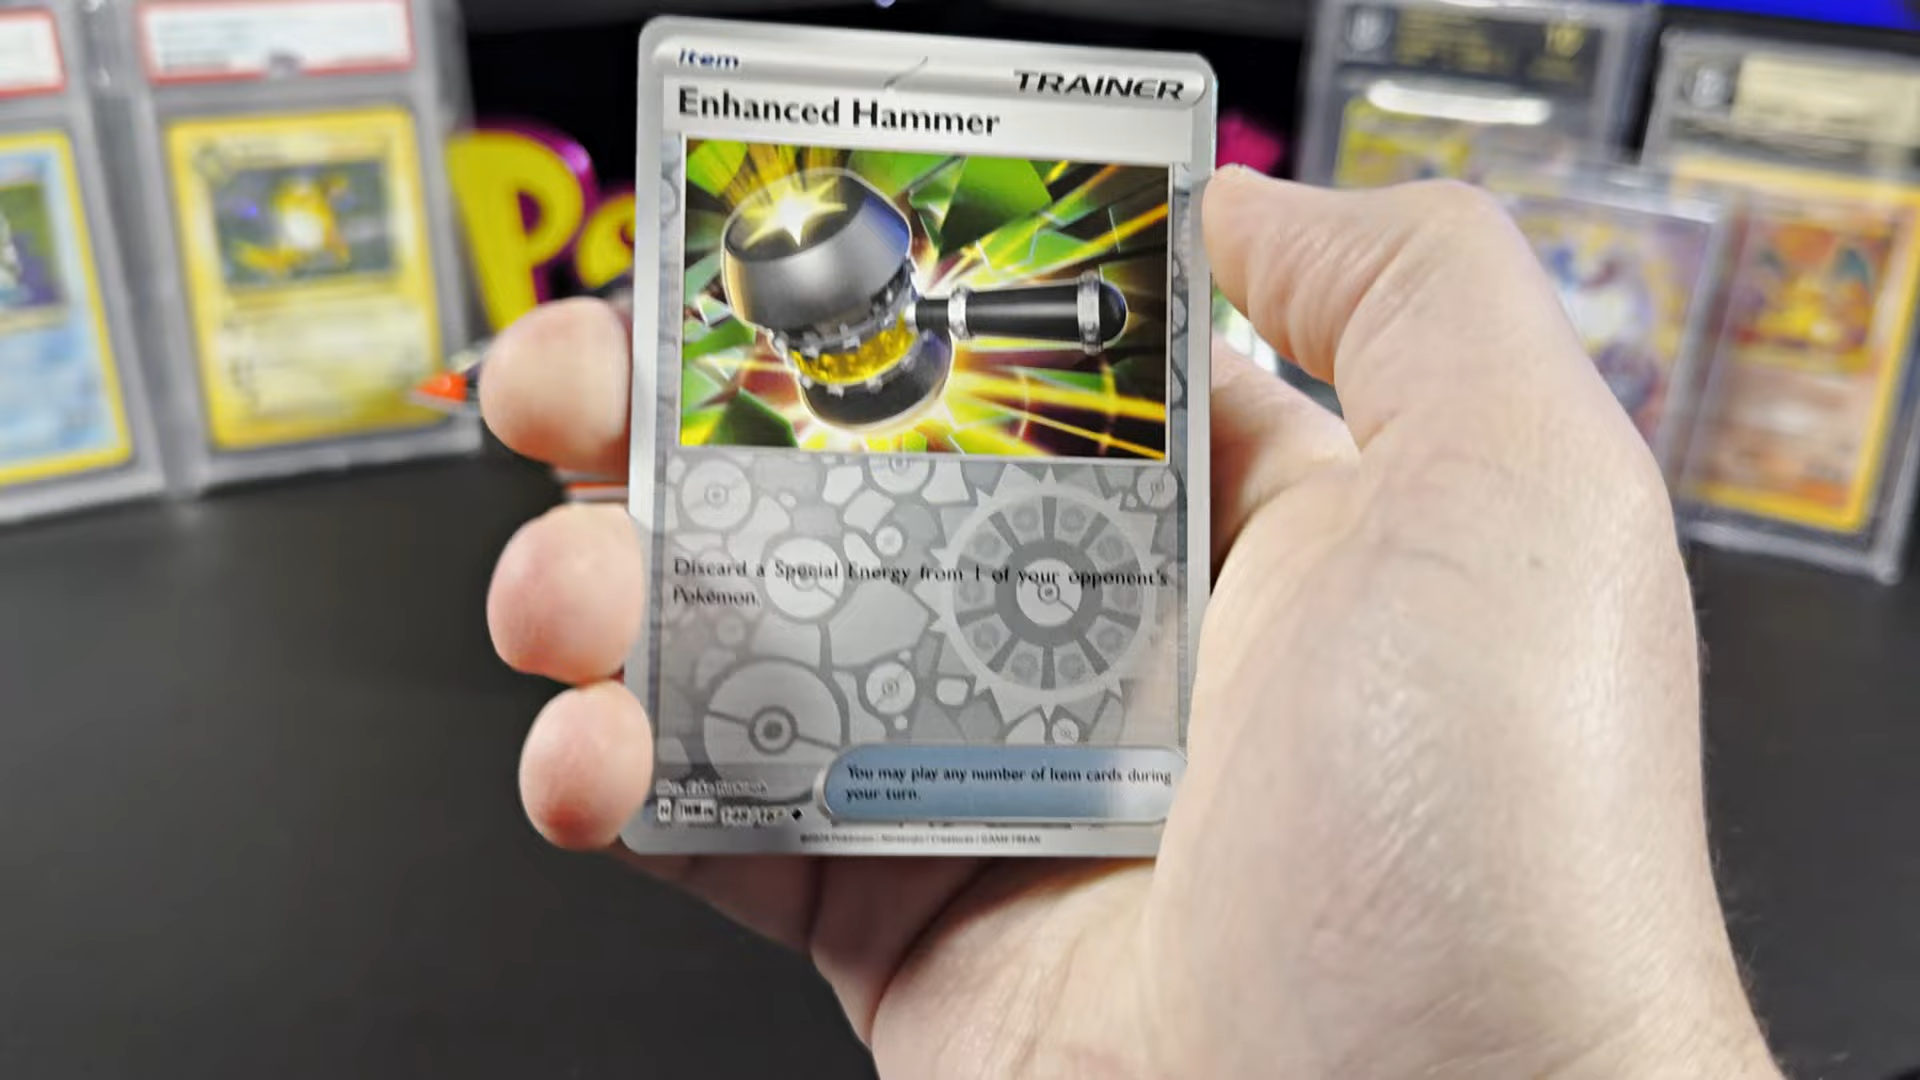 Item
TRAINER
Enhanced Hammer
Discard a Special Energy from 1 of your opponent's
Pokémon.
You may play any number of Item cards during
your turn.